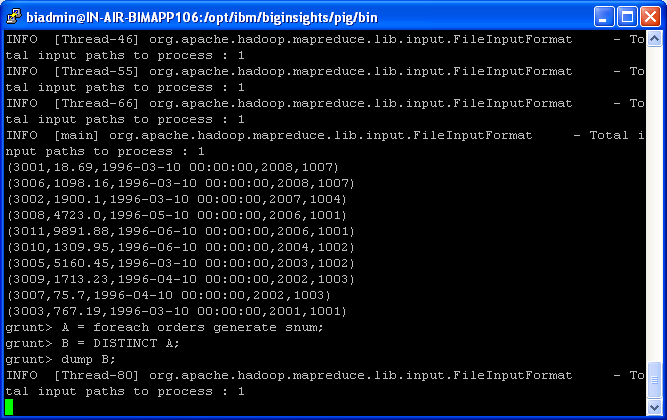 biadmin@IN-AIR-BIMAPP106:/opt/ibm/biginsights/pig/bin
INFO  [Thread-46] org.apache.hadoop.mapreduce.lib.input.FileInputFormat     - To
tal input paths to process : 1
INFO  [Thread-55] org.apache.hadoop.mapreduce.lib.input.FileInputFormat     - To
tal input paths to process : 1
INFO  [Thread-66] org.apache.hadoop.mapreduce.lib.input.FileInputFormat     - To
tal input paths to process : 1
INFO  [main] org.apache.hadoop.mapreduce.lib.input.FileInputFormat     - Total i
nput paths to process : 1
(3001,18.69,1996-03-10 00:00:00,2008,1007)
(3006,1098.16,1996-03-10 00:00:00,2008,1007)
(3002,1900.1,1996-03-10 00:00:00,2007,1004)
(3008,4723.0,1996-05-10 00:00:00,2006,1001)
(3011,9891.88,1996-06-10 00:00:00,2006,1001)
(3010,1309.95,1996-06-10 00:00:00,2004,1002)
(3005,5160.45,1996-03-10 00:00:00,2003,1002)
(3009,1713.23,1996-04-10 00:00:00,2002,1003)
(3007,75.7,1996-04-10 00:00:00,2002,1003)
(3003,767.19,1996-03-10 00:00:00,2001,1001)
grunt> A = foreach orders generate snum;
grunt> B = DISTINCT A;
grunt> dump B;
INFO  [Thread-80] org.apache.hadoop.mapreduce.lib.input.FileInputFormat     - To
tal input paths to process : 1